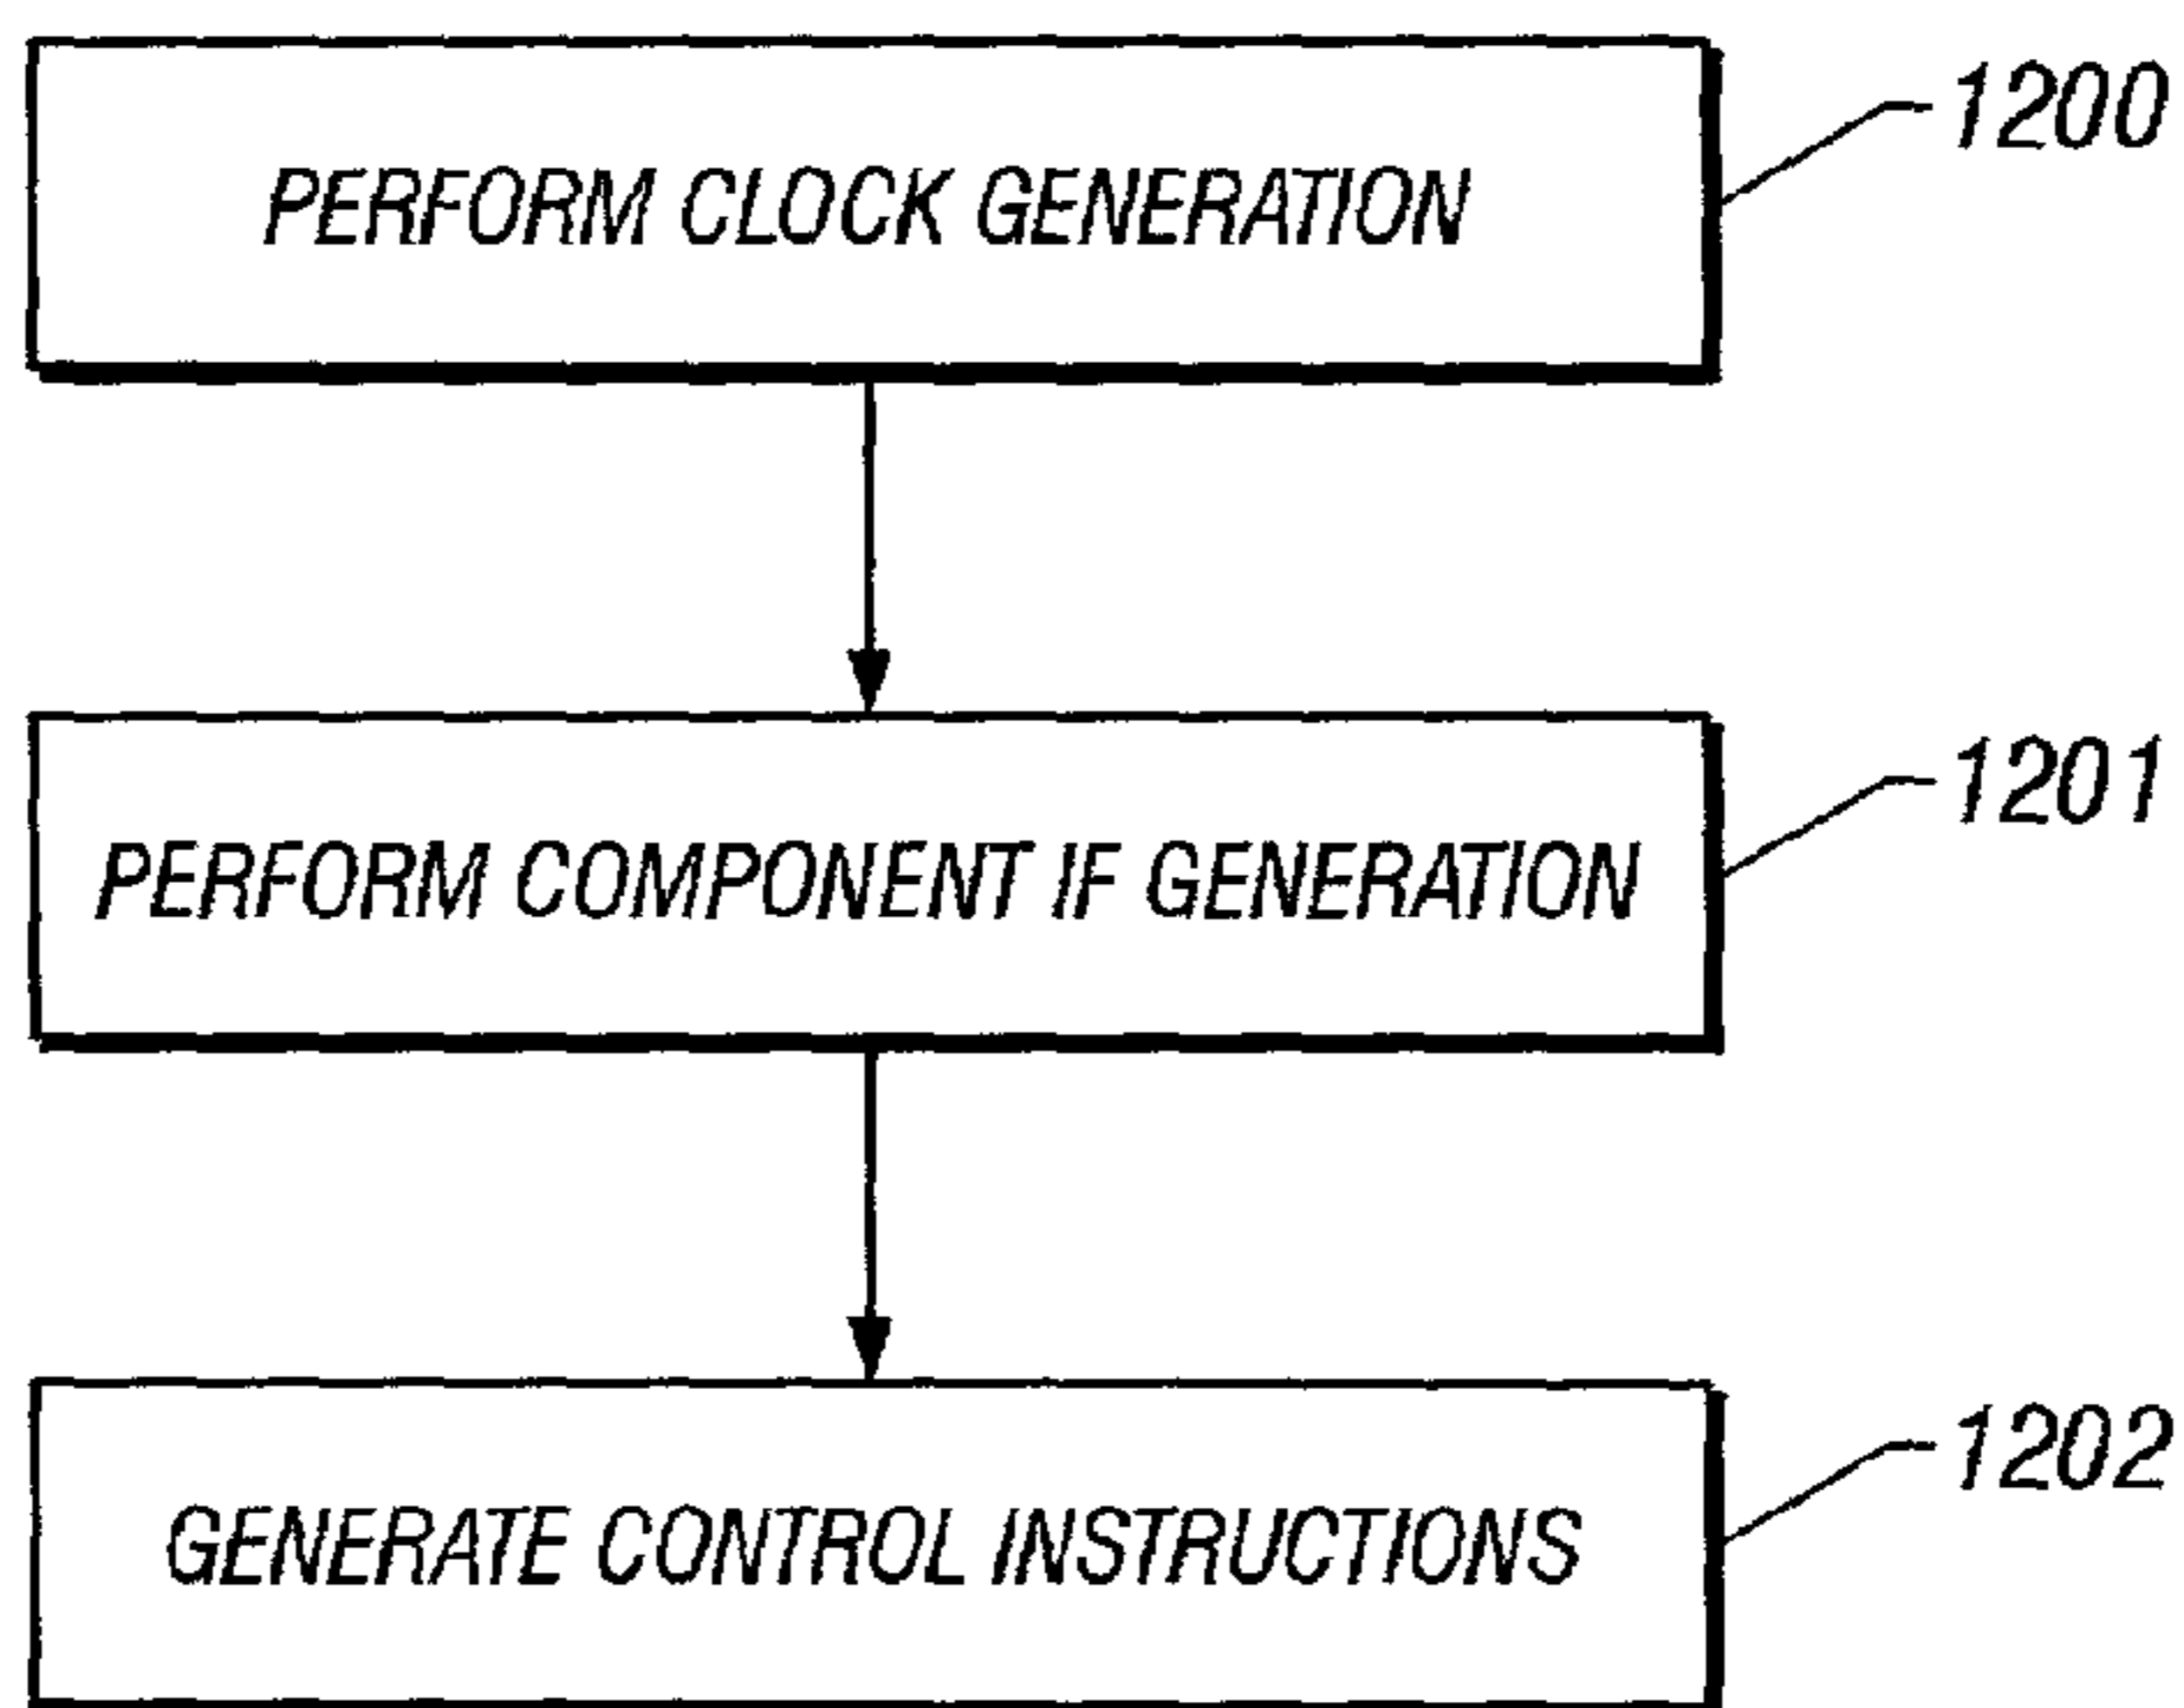 1200
PERFORM CLOCK GENERATION
1201
PERFORM COMPONENT IF GENERATION
1202
GENERATE CONTROL INSTRUCTIONS